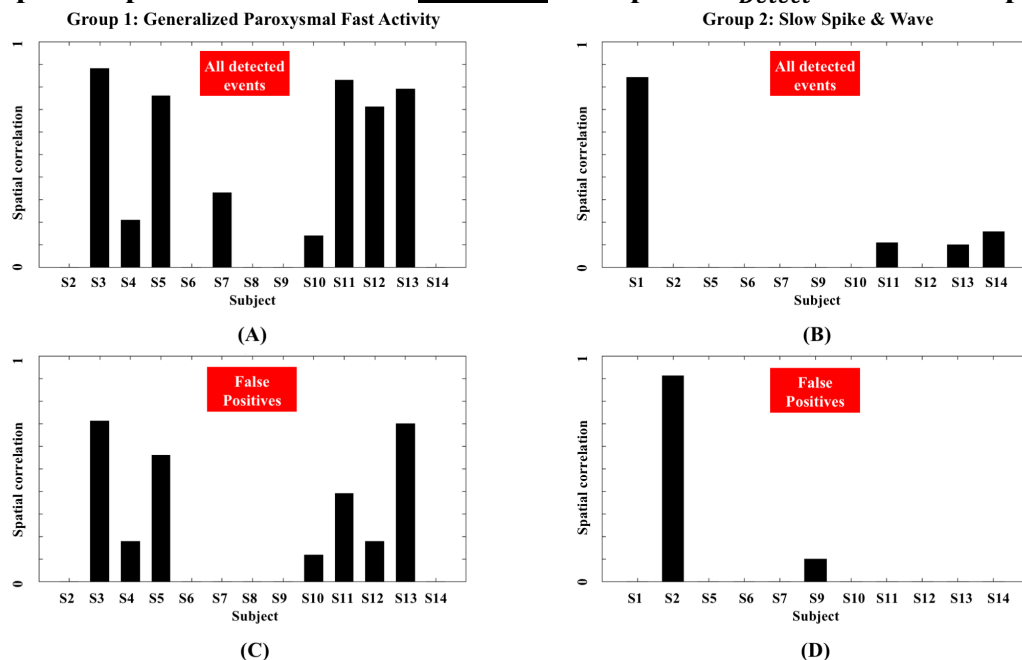 Group 1: Generalized Paroxysmal Fast Activity
Group 2: Slow Spike & Wave
1
All detected
events
Spatial correlation
0
S2 S3 S4 S5 S6 S7 S8 S9 S10 S11 S12 S13 S14
Subject
(A)
1
All detected
events
Spatial correlation
0
S1 S2 S5 S6 S7 S9 S10 S11 S12 S13 S14
Subject
(B)
1
False
Positives
Spatial correlation
0
S2 S3 S4 S5 S6 S7 S8 S9 S10 S11 S12 S13 S14
Subject
(C)
1
False
Positives
Spatial correlation
0
S1 S2 S5 S6 S7 S9 S10 S11 S12 S13 S14
Subject
(D)